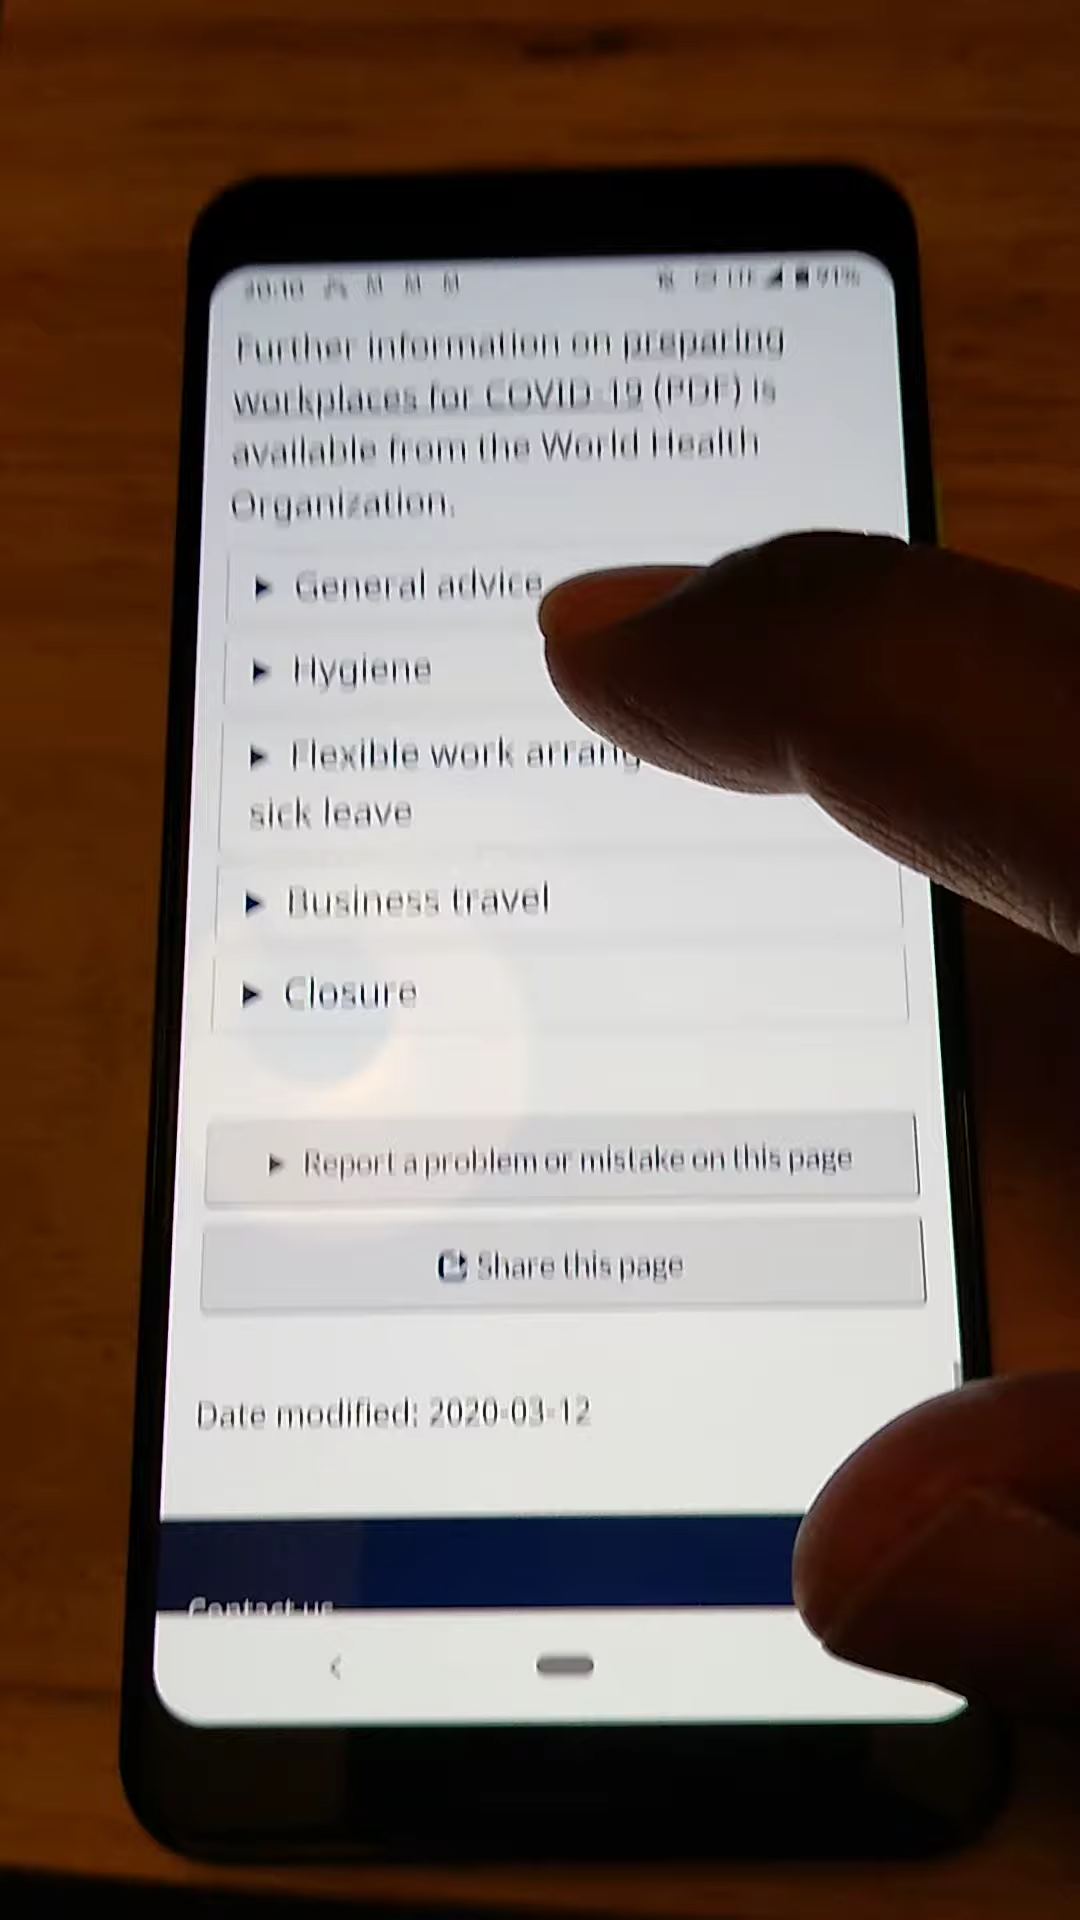 Further information on preparing
workplaces for COVID-19 (PDF) is
available from the World Health
Organization.
General advice
Hygiene
Flexible work arrang
sick leave
Business travel
Closure
Report a problem or mistake on this page
Share this page
Date modified: 2020-03-12
Contact us